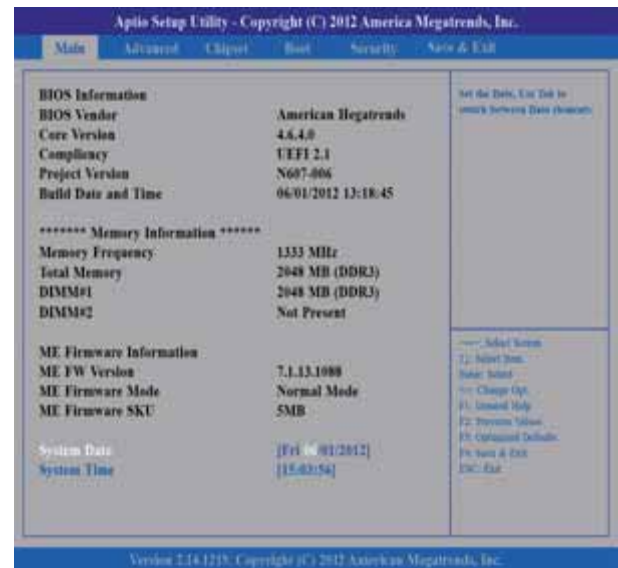 Aptio Setup Utility - Copyright (C) 2012 America Megatrends, Inc.
Main Advanced Chipset Boot Security Save & Exit
BIOS Information
BIOS Vendor American Megatrends
Core Version 4.6.4.0
Compliency UEFI 2.1
Project Version N607-006
Build Date and Time 06/01/2012 13:18:45
******* Memory Information ******
Memory Frequency 1333 MHz
Total Memory 2048 MB (DDR3)
DIMM#1 2048 MB (DDR3)
DIMM#2 Not Present
ME Firmware Information
ME FW Version 7.1.13.1088
ME Firmware Mode Normal Mode
ME Firmware SKU 5MB
System Date [Fri 06/01/2012]
System Time [15:03:56]
Set the Date, Use Tab to
switch between Data elements
Select Screen
Select Item
Enter: Select
Change Opt.
F1: General Help
F2: Previous Values
F3: Optimized Defaults
F4: Save & Exit
ESC: Exit
Version 2.14.1219. Copyright (C) 2012 American Megatrends, Inc.